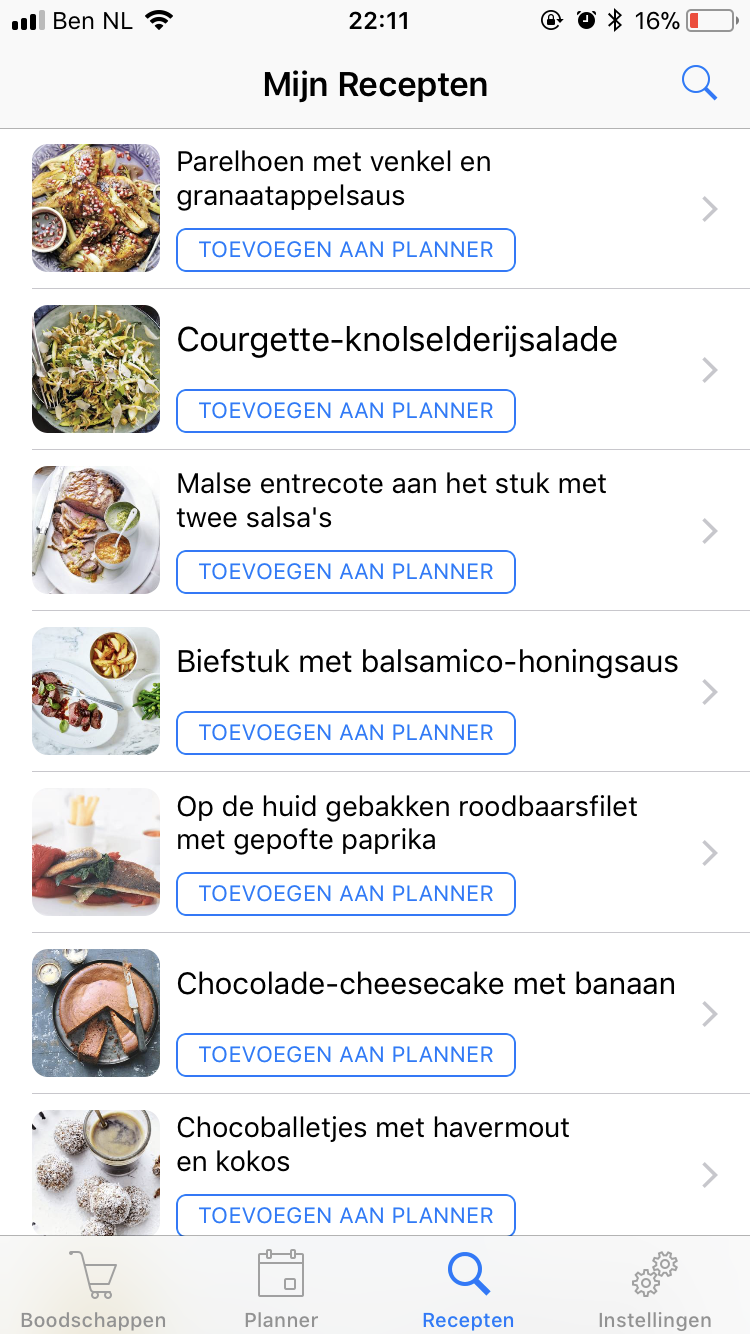 Ben NL 22:11 16%
Mijn Recepten
Parelhoen met venkel en
granaatappelsaus
TOEVOEGEN AAN PLANNER
Courgette-knolselderijsalade
TOEVOEGEN AAN PLANNER
Malse entrecote aan het stuk met
twee salsa's
TOEVOEGEN AAN PLANNER
Biefstuk met balsamico-honingsaus
TOEVOEGEN AAN PLANNER
Op de huid gebakken roodbaarsfilet
met gepofte paprika
TOEVOEGEN AAN PLANNER
Chocolade-cheesecake met banaan
TOEVOEGEN AAN PLANNER
Chocoballetjes met havermout
en kokos
TOEVOEGEN AAN PLANNER
Boodschappen Planner Recepten Instellingen